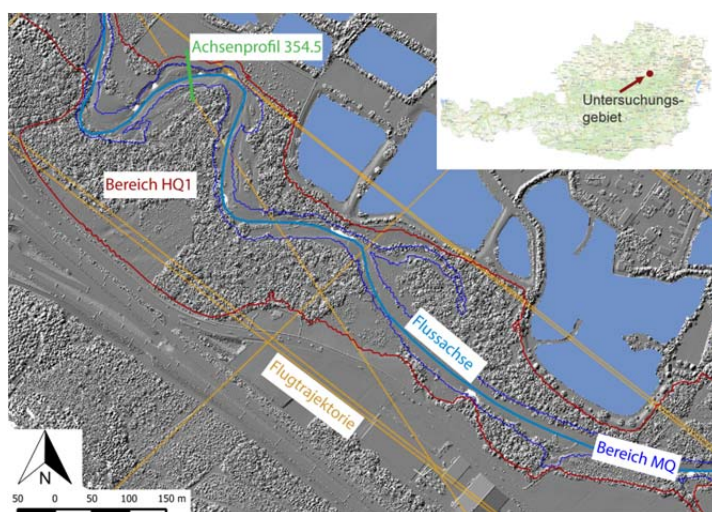 Achsenprofil 354.5
Untersuchungs-
gebiet
Bereich HQ1
Flussachse
Flugtrajektorie
Bereich MQ
N
50 0 50 100 150 m